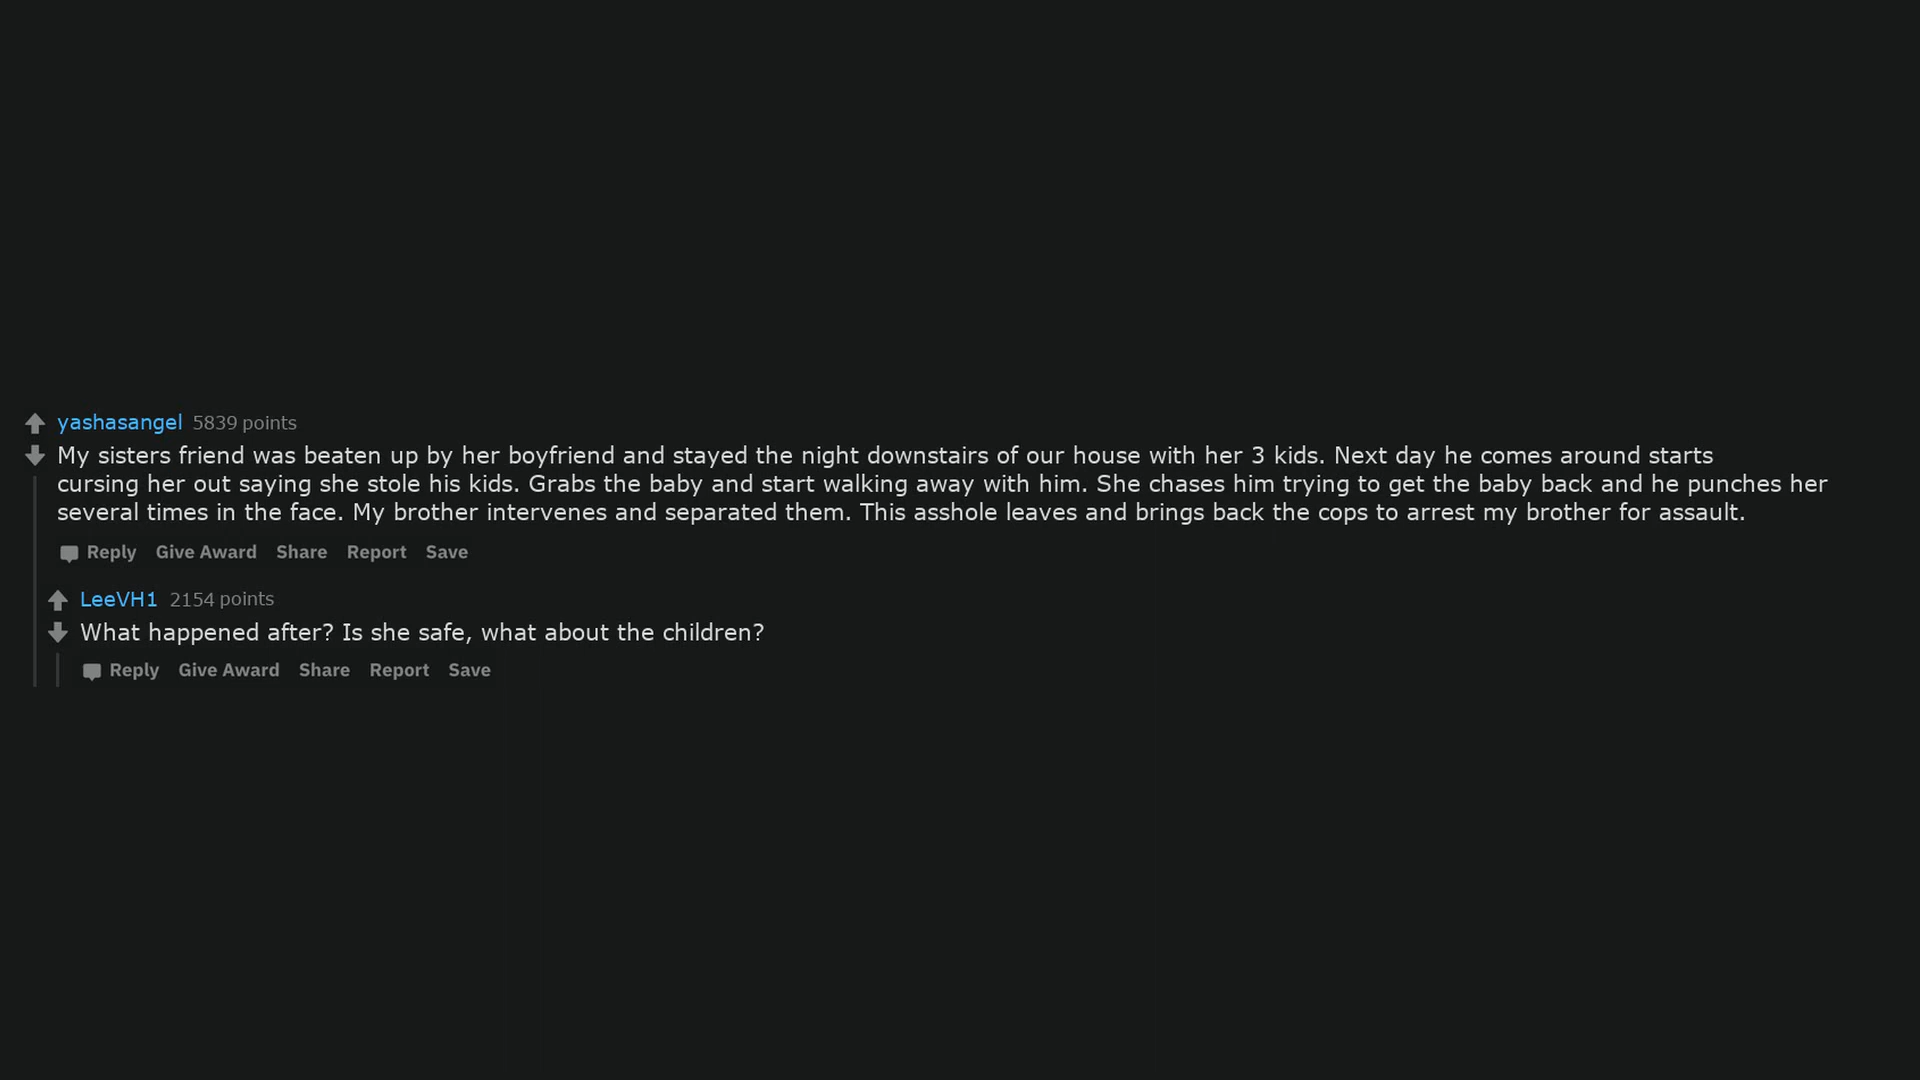 yashasangel 5839 points
My sisters friend was beaten up by her boyfriend and stayed the night downstairs of our house with her 3 kids. Next day he comes around starts
cursing her out saying she stole his kids. Grabs the baby and start walking away with him. She chases him trying to get the baby back and he punches her
several times in the face. My brother intervenes and separated them. This asshole leaves and brings back the cops to arrest my brother for assault.
Reply Give Award Share Report Save
LeeVH1 2154 points
What happened after? Is she safe, what about the children?
Reply Give Award Share Report Save